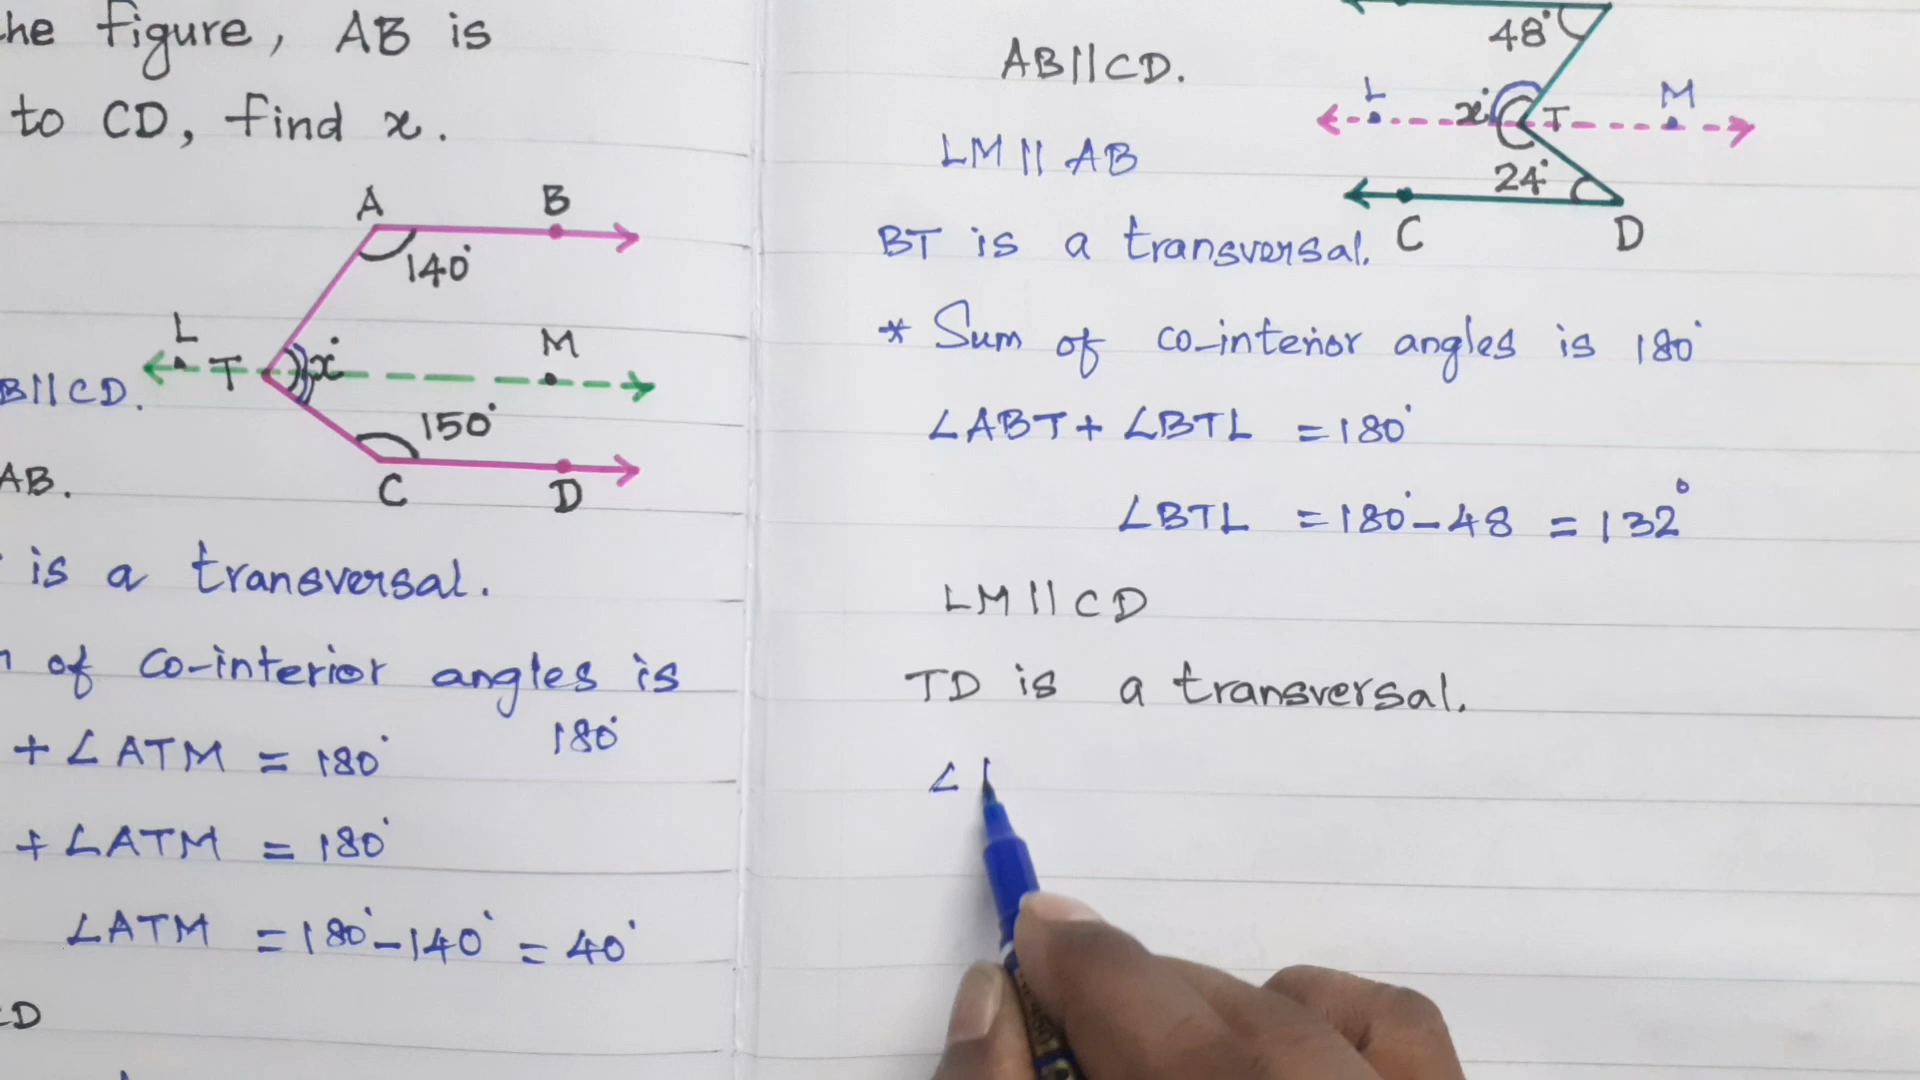 he figure, AB is
to CD, find x.
A
B
140°
L
T
x°
M
B||CD.
150°
AB.
C
D
is a transversal.
of co-interior angles is
180°
+ ∠ATM = 180°
+ ∠ATM = 180°
∠ATM = 180° - 140° = 40°
D
48°
AB||CD.
L
x°
T
M
LM || AB
24°
BT is a transversal.
C
D
* Sum of co-interior angles is 180°
∠ABT + ∠BTL = 180°
∠BTL = 180° - 48 = 132°
LM || CD
TD is a transversal.
∠